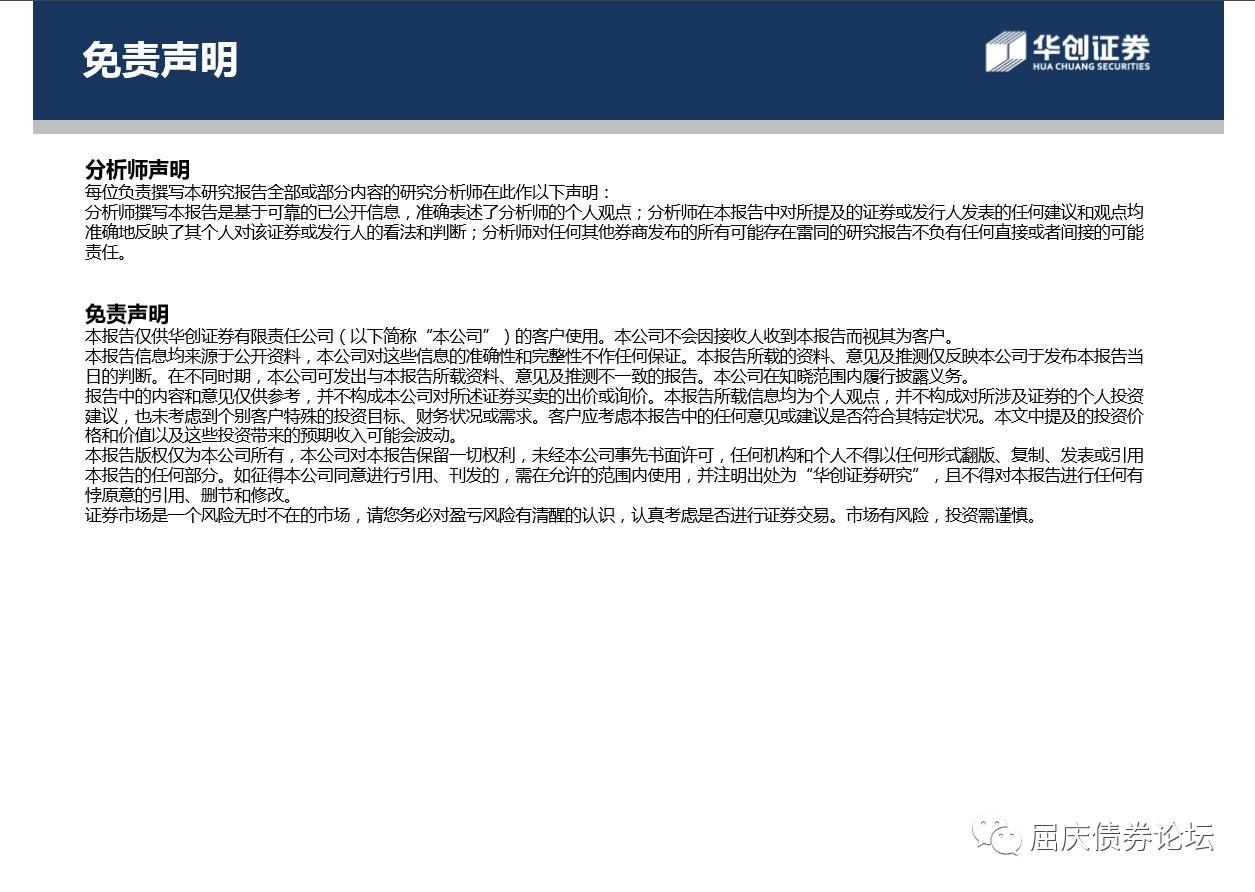 免责声明
华创证券
HUA CHUANG SECURITIES
分析师声明
每位负责撰写本研究报告全部或部分内容的研究分析师在此作以下声明：
分析师撰写本报告是基于可靠的已公开信息，准确表述了分析师的个人观点；分析师在本报告中对所提及的证券或发行人发表的任何建议和观点均
准确地反映了其个人对该证券或发行人的看法和判断；分析师对任何其他券商发布的所有可能存在雷同的研究报告不负有任何直接或者间接的可能
责任。
免责声明
本报告仅供华创证券有限责任公司（以下简称“本公司”）的客户使用。本公司不会因接收人收到本报告而视其为客户。
本报告信息均来源于公开资料，本公司对这些信息的准确性和完整性不作任何保证。本报告所载的资料、意见及推测仅反映本公司于发布本报告当
日的判断。在不同时期，本公司可发出与本报告所载资料、意见及推测不一致的报告。本公司在知晓范围内履行披露义务。
报告中的内容和意见仅供参考，并不构成本公司对所述证券买卖的出价或询价。本报告所载信息均为个人观点，并不构成对所涉及证券的个人投资
建议，也未考虑到个别客户特殊的投资目标、财务状况或需求。客户应考虑本报告中的任何意见或建议是否符合其特定状况。本文中提及的投资价
格和价值以及这些投资带来的预期收入可能会波动。
本报告版权仅为本公司所有，本公司对本报告保留一切权利，未经本公司事先书面许可，任何机构和个人不得以任何形式翻版、复制、发表或引用
本报告的任何部分。如征得本公司同意进行引用、刊发的，需在允许的范围内使用，并注明出处为“华创证券研究”，且不得对本报告进行任何有
悖原意的引用、删节和修改。
证券市场是一个风险无时不在的市场，请您务必对盈亏风险有清醒的认识，认真考虑是否进行证券交易。市场有风险，投资需谨慎。
屈庆债券论坛